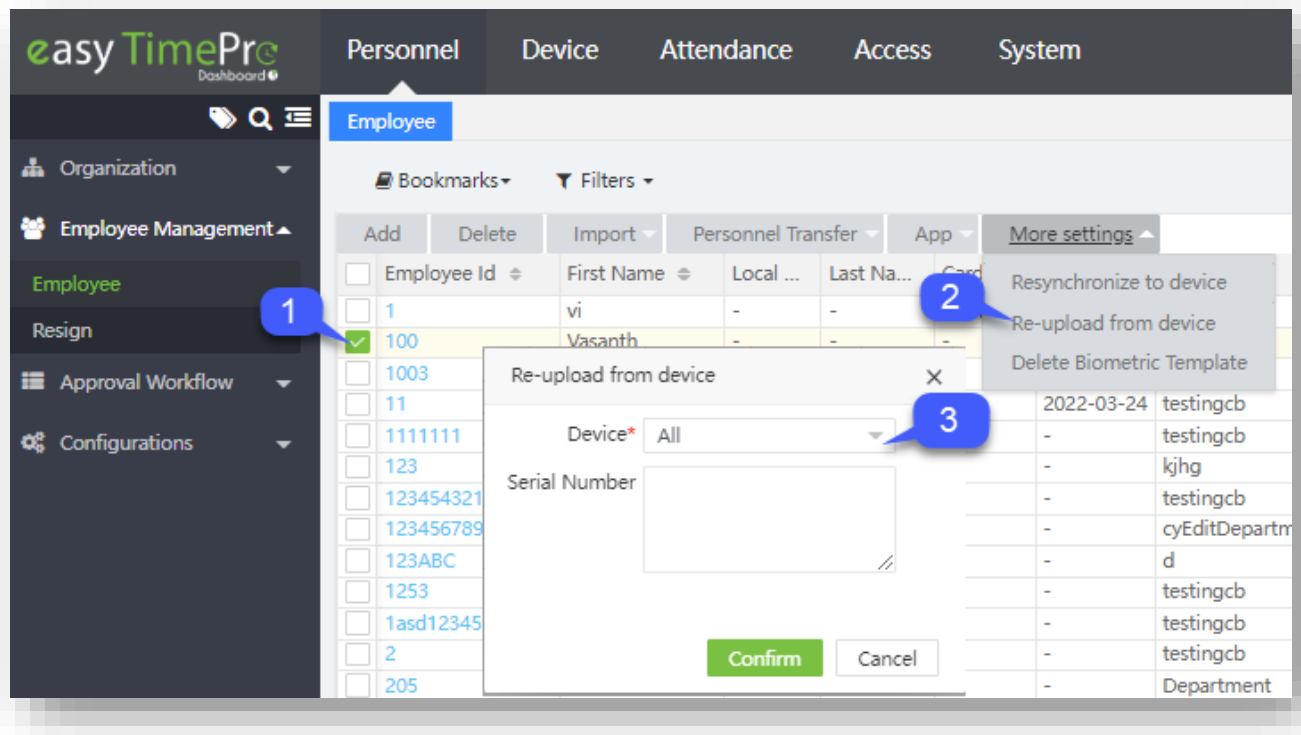 easy TimePro
Dashboard
Personnel Device Attendance Access System
Employee
Organization
Bookmarks Filters
Employee Management
Add Delete Import Personnel Transfer App More settings
Employee Id First Name Local ... Last Na... Card
Resynchronize to device
Employee
1 vi - -
2
Re-upload from device
1
Resign
100 Vasanth - - -
Delete Biometric Template
Approval Workflow
1003
Re-upload from device ×
11 2022-03-24 testingcb
3
Device* All
1111111 - testingcb
Configurations
123 - kjhg
Serial Number
123454321 - testingcb
123456789 - cyEditDepartm
123ABC - d
1253 - testingcb
1asd12345 - testingcb
2 - testingcb
Confirm Cancel
205 - Department